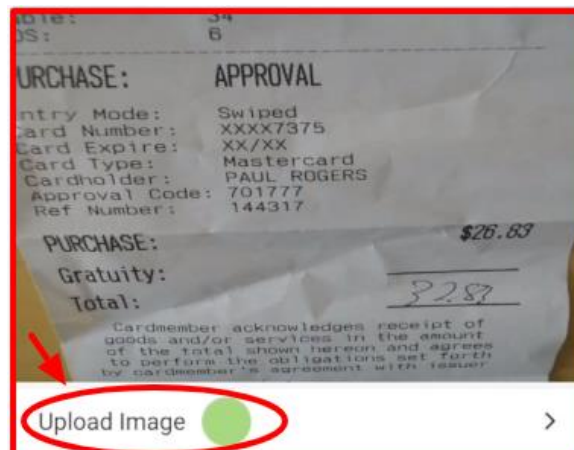 able: 34
OS: 6
URCHASE: APPROVAL
ntry Mode: Swiped
ard Number: XXXX7375
Card Expire: XX/XX
Card Type: Mastercard
Cardholder: PAUL ROGERS
Approval Code: 701777
Ref Number: 144317
PURCHASE: $26.83
Gratuity:
Total: 32.83
Cardmember acknowledges receipt of
goods and/or services in the amount
of the total shown hereon and agrees
to perform the obligations set forth
by cardmember's agreement with issuer
Upload Image